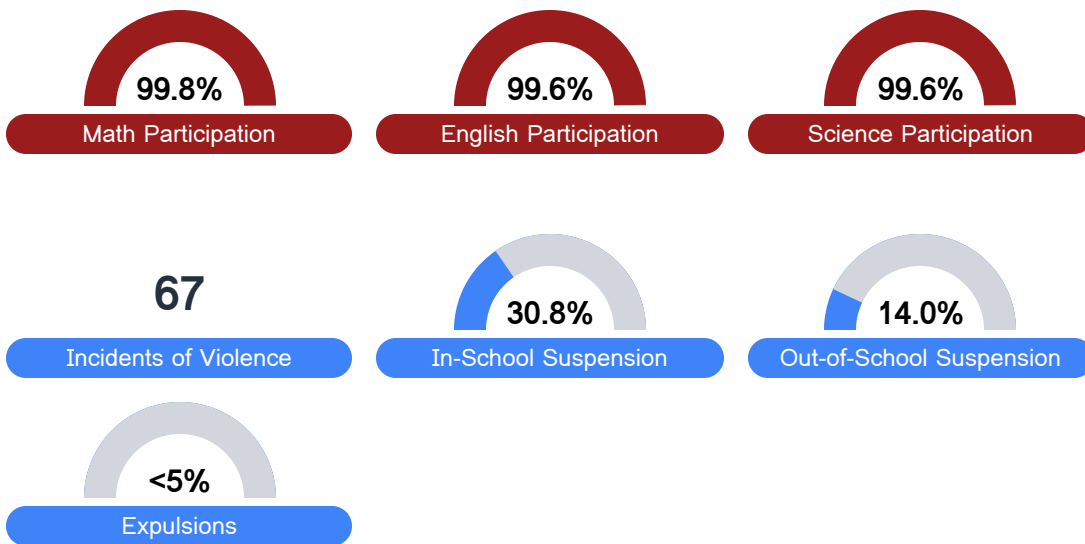 99.8%
99.6%
99.6%
Math Participation
English Participation
Science Participation
67
30.8%
14.0%
Incidents of Violence
In-School Suspension
Out-of-School Suspension
<5%
Expulsions